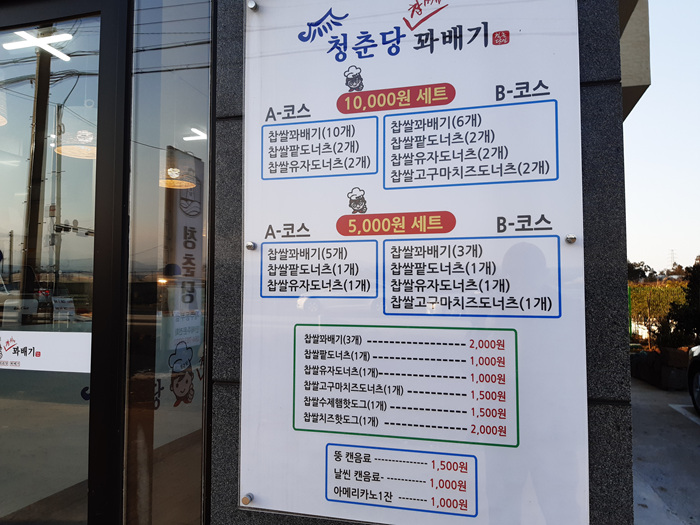 찹쌀
청춘당 꽈배기
10,000원 세트
A-코스
찹쌀꽈배기(10개)
찹쌀팥도너츠(2개)
찹쌀유자도너츠(2개)
B-코스
찹쌀꽈배기(6개)
찹쌀팥도너츠(2개)
찹쌀유자도너츠(2개)
찹쌀고구마치즈도너츠(2개)
5,000원 세트
A-코스
찹쌀꽈배기(5개)
찹쌀팥도너츠(1개)
찹쌀유자도너츠(1개)
B-코스
찹쌀꽈배기(3개)
찹쌀팥도너츠(1개)
찹쌀유자도너츠(1개)
찹쌀고구마치즈도너츠(1개)
찹쌀꽈배기(3개) ---------------------- 2,000원
찹쌀팥도너츠(1개) -------------------- 1,000원
찹쌀유자도너츠(1개)------------------- 1,000원
찹쌀고구마치즈도너츠(1개) ----------- 1,500원
찹쌀수제햄핫도그(1개) ---------------- 1,500원
찹쌀치즈핫도그(1개) ------------------ 2,000원
뚱 캔음료 -------------- 1,500원
날씬 캔음료- ----------- 1,000원
아메리카노1잔 -------- 1,000원
꽈배기
청춘당